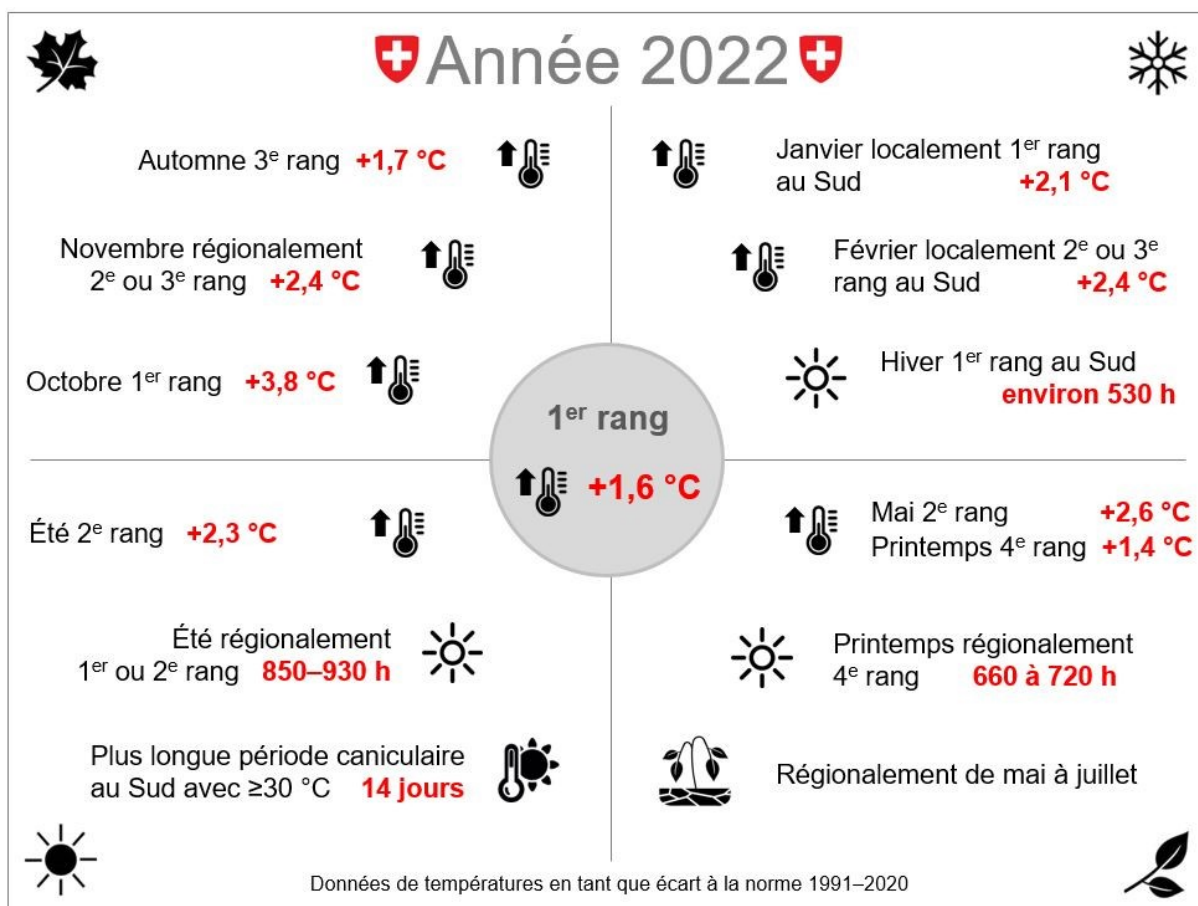 Année 2022
Automne 3e rang +1,7 °C
Novembre régionalement
2e ou 3e rang +2,4 °C
Octobre 1er rang +3,8 °C
Janvier localement 1er rang
au Sud +2,1 °C
Février localement 2e ou 3e
rang au Sud +2,4 °C
Hiver 1er rang au Sud
environ 530 h
1er rang
+1,6 °C
Été 2e rang +2,3 °C
Été régionalement
1er ou 2e rang 850–930 h
Plus longue période caniculaire
au Sud avec ≥30 °C 14 jours
Mai 2e rang +2,6 °C
Printemps 4e rang +1,4 °C
Printemps régionalement
4e rang 660 à 720 h
Régionalement de mai à juillet
Données de températures en tant que écart à la norme 1991–2020